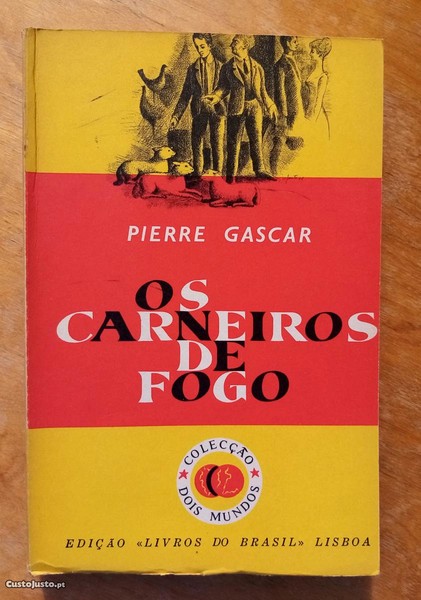 PIERRE GASCAR
OS
CARNEIROS
DE
FOGO
COLECÇÃO
DOIS MUNDOS
EDIÇÃO «LIVROS DO BRASIL» LISBOA
CustoJusto.pt